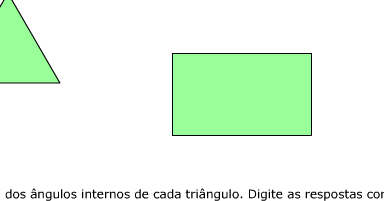 dos ângulos internos de cada triângulo. Digite as respostas